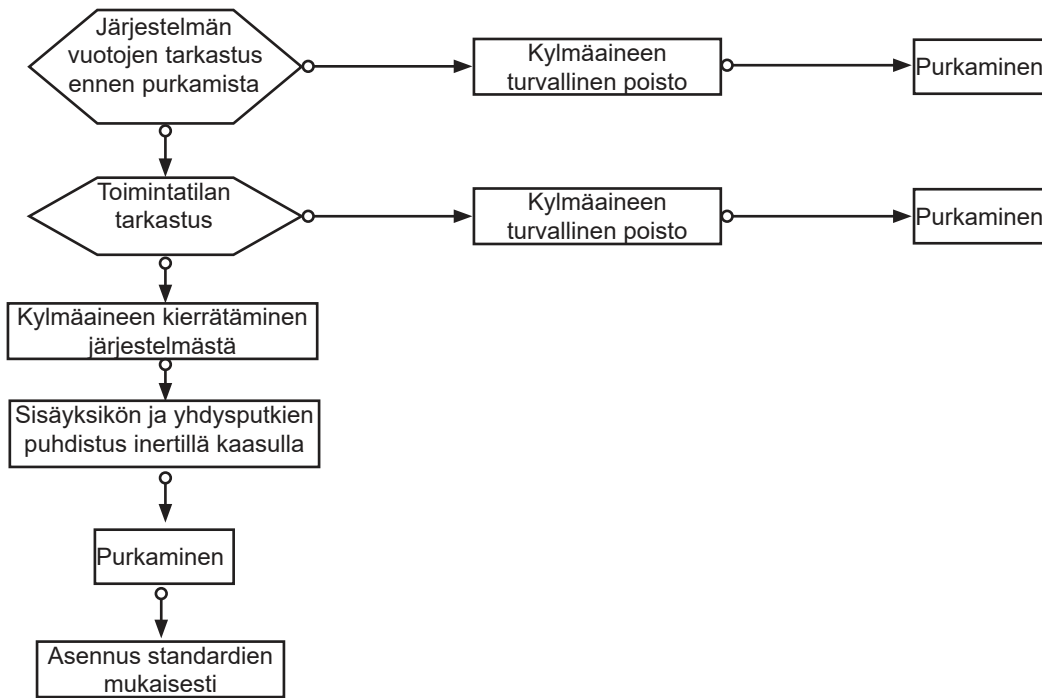 Järjestelmän
vuotojen tarkastus
ennen purkamista
Kylmäaineen
turvallinen poisto
Purkaminen
Toimintatilan
tarkastus
Kylmäaineen
turvallinen poisto
Purkaminen
Kylmäaineen kierrätäminen
järjestelmästä
Sisäyksikön ja yhdysputkien
puhdistus inertillä kaasulla
Purkaminen
Asennus standardien
mukaisesti